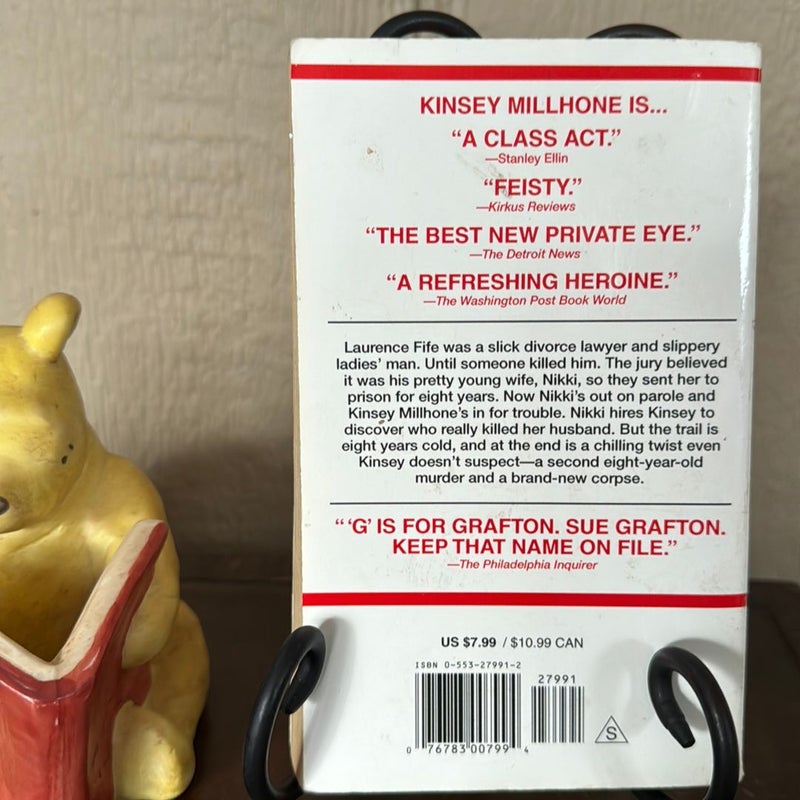 KINSEY MILLHONE IS...
“A CLASS ACT.”
—Stanley Ellin
“FEISTY.”
—Kirkus Reviews
“THE BEST NEW PRIVATE EYE.”
—The Detroit News
“A REFRESHING HEROINE.”
—The Washington Post Book World
Laurence Fife was a slick divorce lawyer and slippery
ladies’ man. Until someone killed him. The jury believed
it was his pretty young wife, Nikki, so they sent her to
prison for eight years. Now Nikki’s out on parole and
Kinsey Millhone’s in for trouble. Nikki hires Kinsey to
discover who really killed her husband. But the trail is
eight years cold, and at the end is a chilling twist even
Kinsey doesn’t suspect—a second eight-year-old
murder and a brand-new corpse.
“ ‘G’ IS FOR GRAFTON. SUE GRAFTON.
KEEP THAT NAME ON FILE.”
—The Philadelphia Inquirer
US $7.99 / $10.99 CAN
ISBN 0-553-27991-2
27991
0 76783 00799 4
S